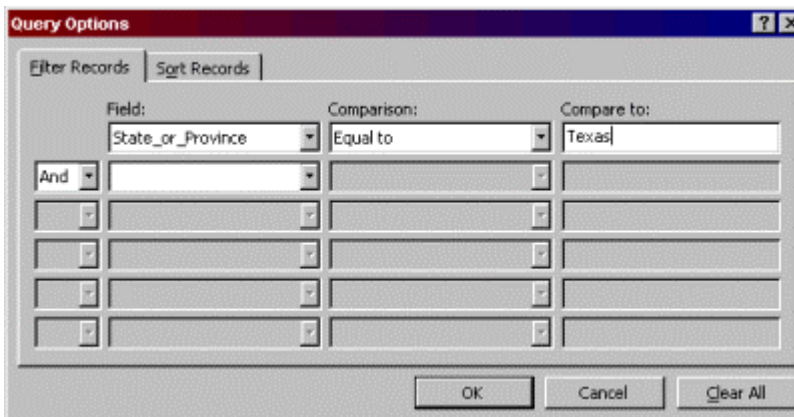 Query Options ? ×
Filter Records Sort Records
Field: Comparison: Compare to:
State_or_Province Equal to Texas
And
OK Cancel Clear All